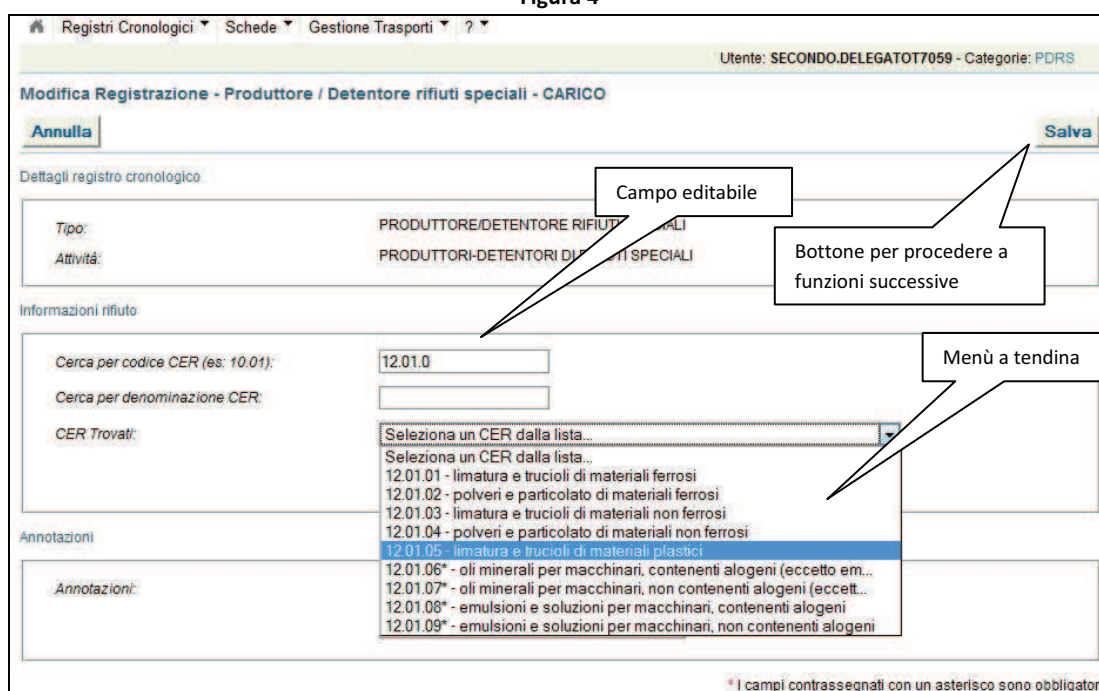 Figura 4
Registri Cronologici Schede Gestione Trasporti ?
Utente: SECONDO.DELEGATOT7059 - Categorie: PDRS
Modifica Registrazione - Produttore / Detentore rifiuti speciali - CARICO
Annulla
Salva
Dettagli registro cronologico
Campo editabile
Tipo: PRODUTTORE/DETENTORE
Attività: PRODUTTORI-DETENTORI SPECIALI
Bottone per procedere a
funzioni successive
Informazioni rifiuto
Menù a tendina
Cerca per codice CER (es: 10.01): 12.01.0
Cerca per denominazione CER:
CER Trovati: Seleziona un CER dalla lista...
Seleziona un CER dalla lista...
12.01.01 - limatura e trucioli di materiali ferrosi
12.01.02 - polveri e particolato di materiali ferrosi
12.01.03 - limatura e trucioli di materiali non ferrosi
12.01.04 - polveri e particolato di materiali non ferrosi
12.01.05 - limatura e trucioli di materiali plastici
12.01.06* - oli minerali per macchinari, contenenti alogeni (eccetto em...
12.01.07* - oli minerali per macchinari, non contenenti alogeni (eccett...
12.01.08* - emulsioni e soluzioni per macchinari, contenenti alogeni
12.01.09* - emulsioni e soluzioni per macchinari, non contenenti alogeni
Annotazioni
Annotazioni:
* I campi contrassegnati con un asterisco sono obbligator